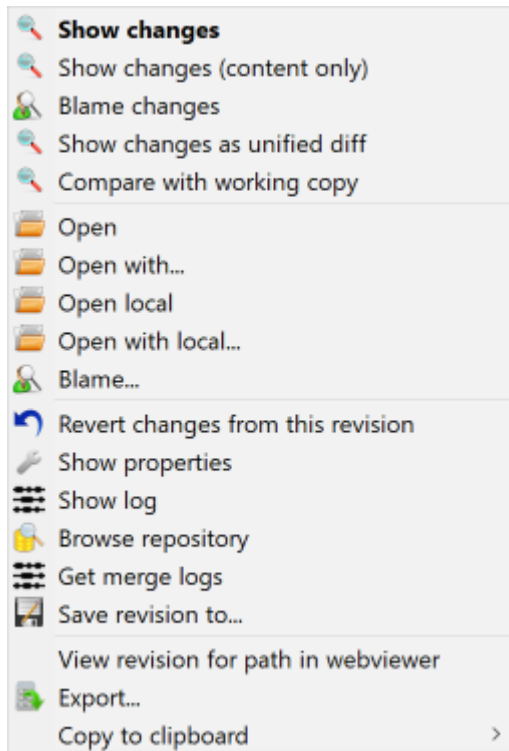 Show changes
Show changes (content only)
Blame changes
Show changes as unified diff
Compare with working copy
Open
Open with...
Open local
Open with local...
Blame...
Revert changes from this revision
Show properties
Show log
Browse repository
Get merge logs
Save revision to...
View revision for path in webviewer
Export...
Copy to clipboard